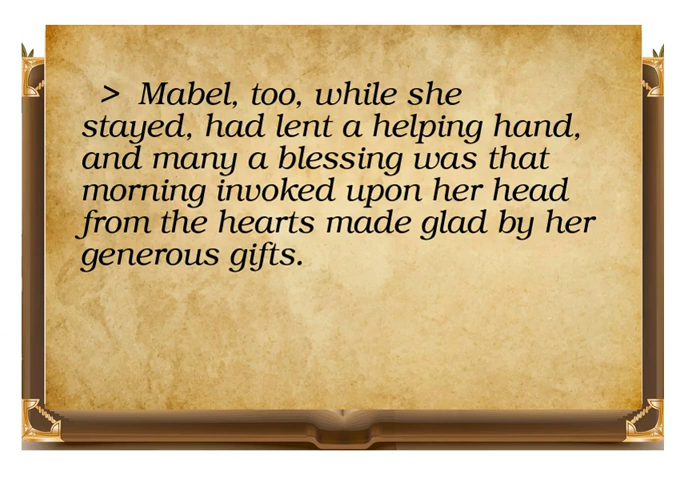 > Mabel, too, while she
stayed, had lent a helping hand,
and many a blessing was that
morning invoked upon her head
from the hearts made glad by her
generous gifts.